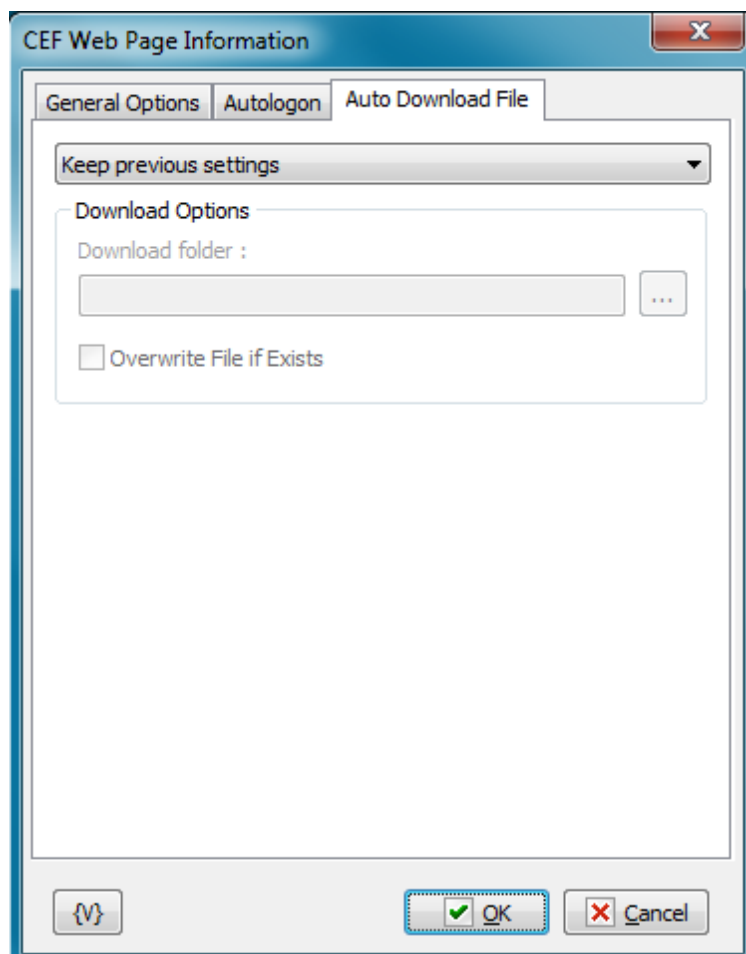 CEF Web Page Information
General Options Autologon Auto Download File
Keep previous settings
Download Options
Download folder :
...
Overwrite File if Exists
{V} OK Cancel